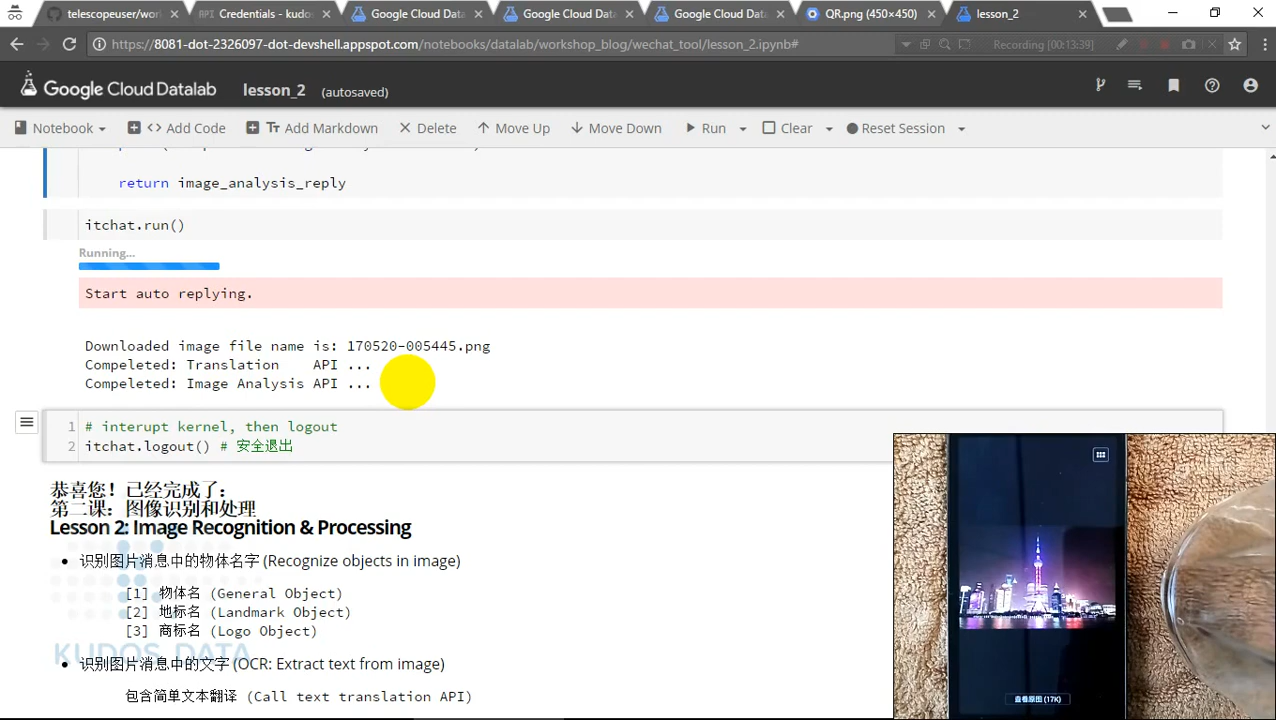 telescopeuser/wor
API Credentials - kudos
Google Cloud Data
Google Cloud Data
Google Cloud Data
QR.png (450×450)
lesson_2
https://8081-dot-2326097-dot-devshell.appspot.com/notebooks/datalab/workshop_blog/wechat_tool/lesson_2.ipynb#
Recording [00:13:39]
Google Cloud Datalab
lesson_2
(autosaved)
Notebook
<> Add Code
Tт Add Markdown
Delete
Move Up
Move Down
Run
Clear
Reset Session
return image_analysis_reply
itchat.run()
Running...
Start auto replying.
Downloaded image file name is: 170520-005445.png
Compeleted: Translation API ...
Compeleted: Image Analysis API ...
1 # interupt kernel, then logout
2 itchat.logout() # 安全退出
恭喜您！已经完成了：
第二课：图像识别和处理
Lesson 2: Image Recognition & Processing
识别图片消息中的物体名字 (Recognize objects in image)
[1] 物体名 (General Object)
[2] 地标名 (Landmark Object)
[3] 商标名 (Logo Object)
KUDOS DATA
识别图片消息中的文字 (OCR: Extract text from image)
包含简单文本翻译 (Call text translation API)
查看原图(17K)